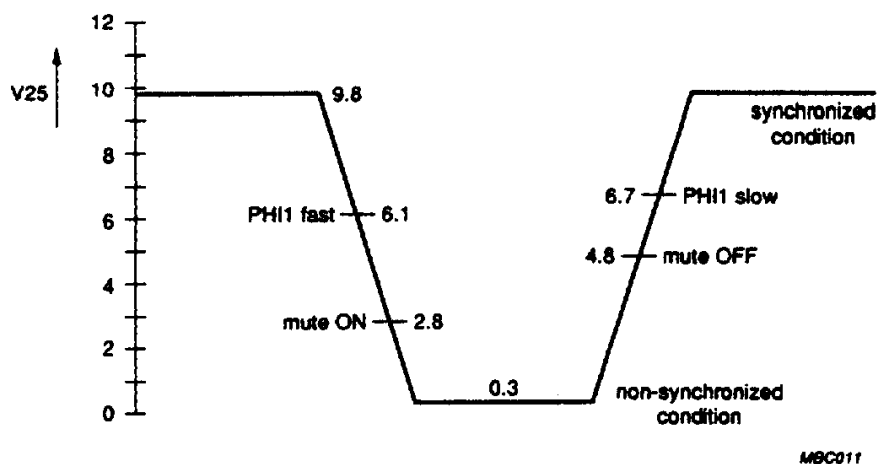 12
V25
10
9.8
synchronized
condition
8
6.7 PHI1 slow
PHI1 fast 6.1
6
4.8 mute OFF
4
mute ON 2.8
2
0.3
non-synchronized
condition
0
MBC011